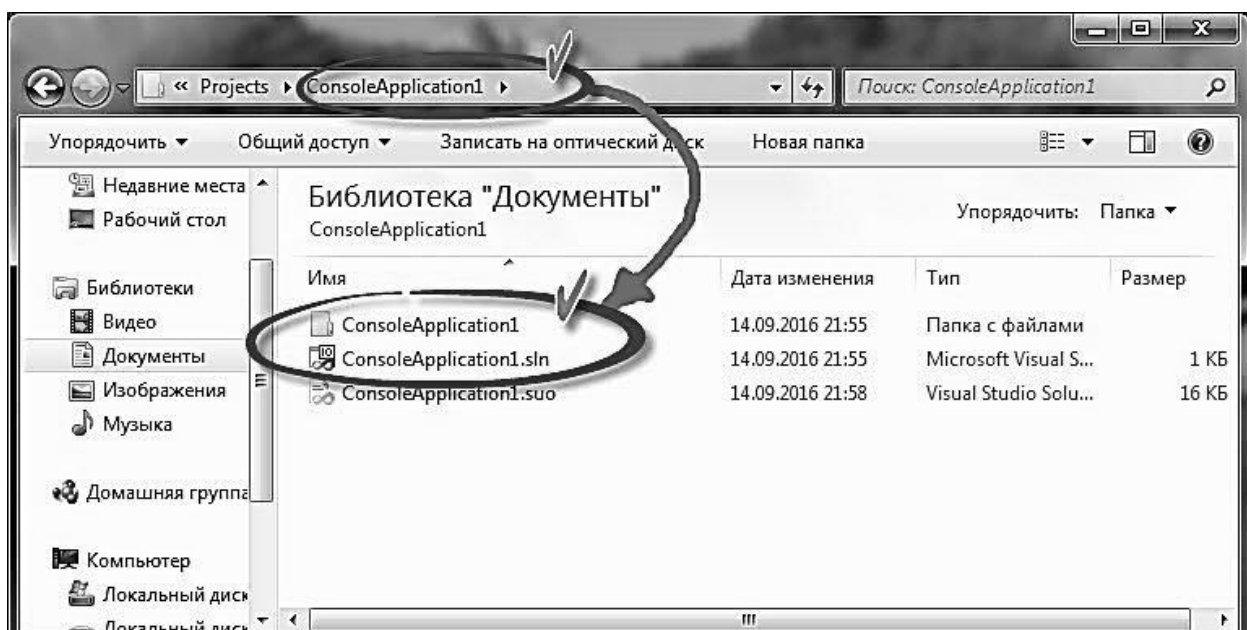 « Projects ▸ ConsoleApplication1 ▸ Поиск: ConsoleApplication1
Упорядочить ▼ Общий доступ ▼ Записать на оптический диск Новая папка
Недавние места
Рабочий стол
Библиотеки
Видео
Документы
Изображения
Музыка
Домашняя группа
Компьютер
Локальный диск
Локальный диск
Библиотека "Документы"
ConsoleApplication1
Упорядочить: Папка ▼
Имя Дата изменения Тип Размер
ConsoleApplication1 14.09.2016 21:55 Папка с файлами
ConsoleApplication1.sln 14.09.2016 21:55 Microsoft Visual S... 1 КБ
ConsoleApplication1.suo 14.09.2016 21:58 Visual Studio Solu... 16 КБ